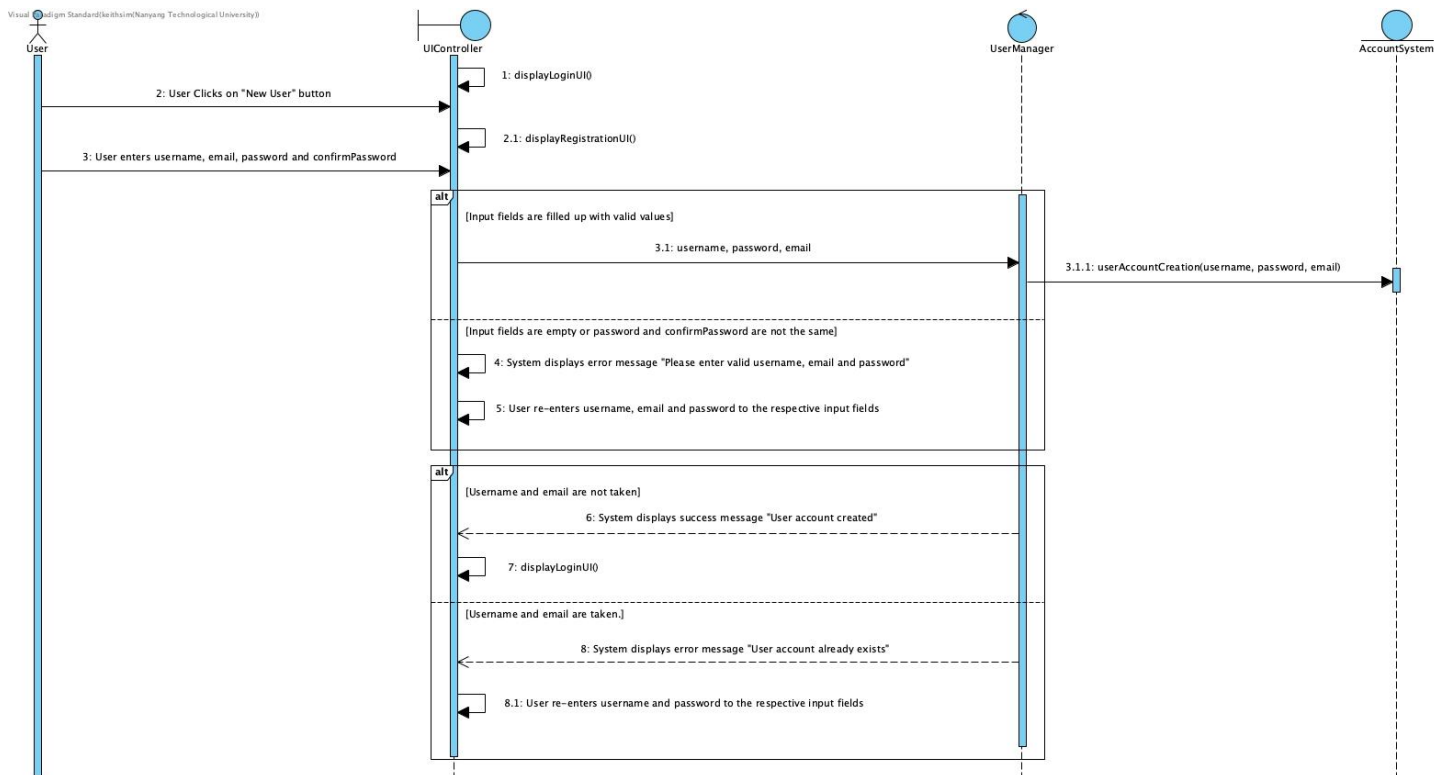 Visual Paradigm Standard(keithsim(Nanyang Technological University))
User
UIController
UserManager
AccountSystem
1: displayLoginUI()
2: User Clicks on "New User" button
2.1: displayRegistrationUI()
3: User enters username, email, password and confirmPassword
alt
[Input fields are filled up with valid values]
3.1: username, password, email
3.1.1: userAccountCreation(username, password, email)
[Input fields are empty or password and confirmPassword are not the same]
4: System displays error message "Please enter valid username, email and password"
5: User re-enters username, email and password to the respective input fields
alt
[Username and email are not taken]
6: System displays success message "User account created"
7: displayLoginUI()
[Username and email are taken.]
8: System displays error message "User account already exists"
8.1: User re-enters username and password to the respective input fields